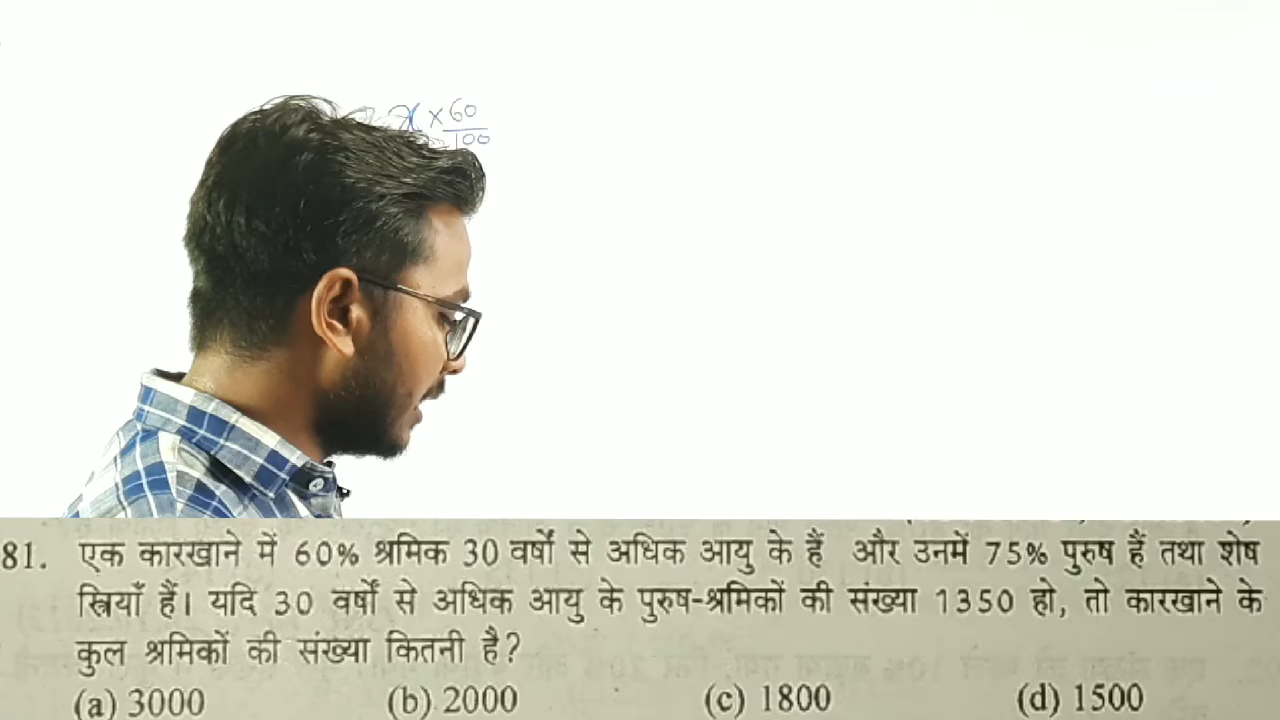 x × 60
100
81. एक कारखाने में 60% श्रमिक 30 वर्षों से अधिक आयु के हैं और उनमें 75% पुरुष हैं तथा शेष
स्त्रियाँ हैं। यदि 30 वर्षों से अधिक आयु के पुरुष-श्रमिकों की संख्या 1350 हो, तो कारखाने के
कुल श्रमिकों की संख्या कितनी है?
(a) 3000 (b) 2000 (c) 1800 (d) 1500